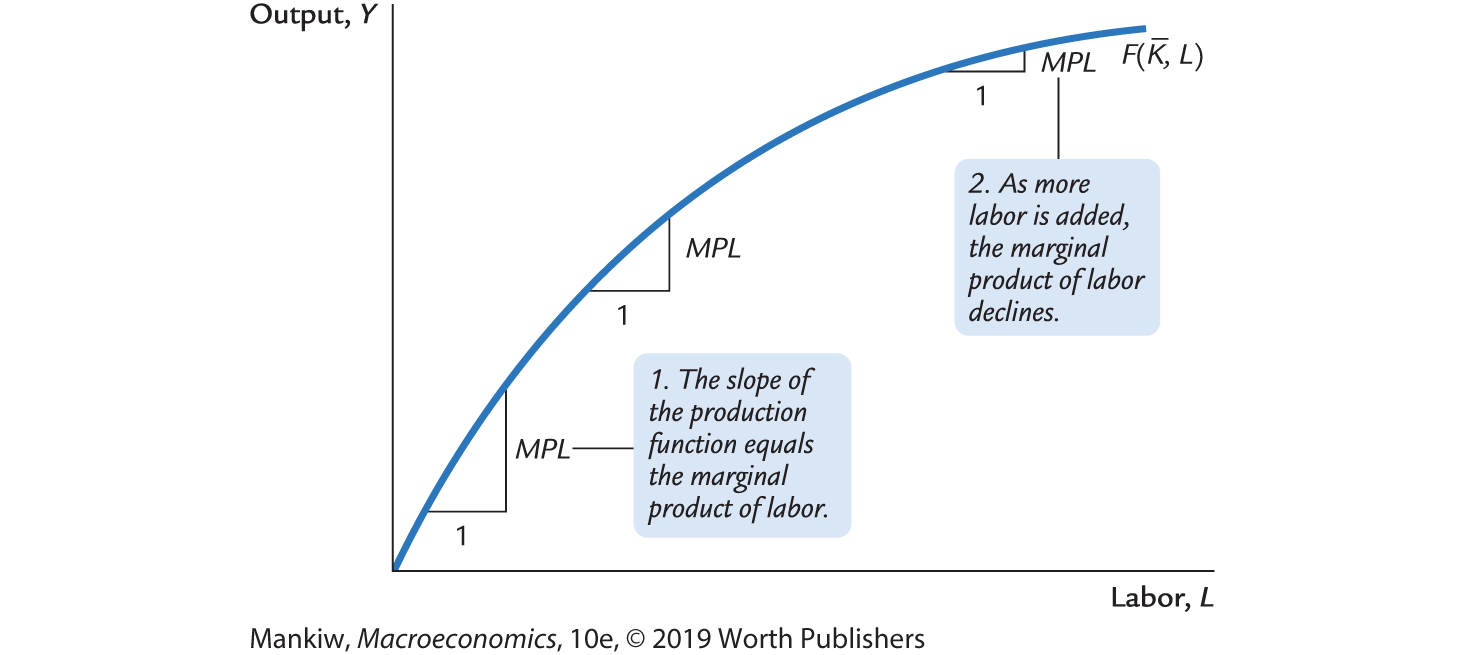 Output, Y
F(K̅, L)
MPL
1
2. As more
labor is added,
the marginal
product of labor
declines.
MPL
1
1. The slope of
the production
function equals
the marginal
product of labor.
MPL
1
Labor, L
Mankiw, Macroeconomics, 10e, © 2019 Worth Publishers